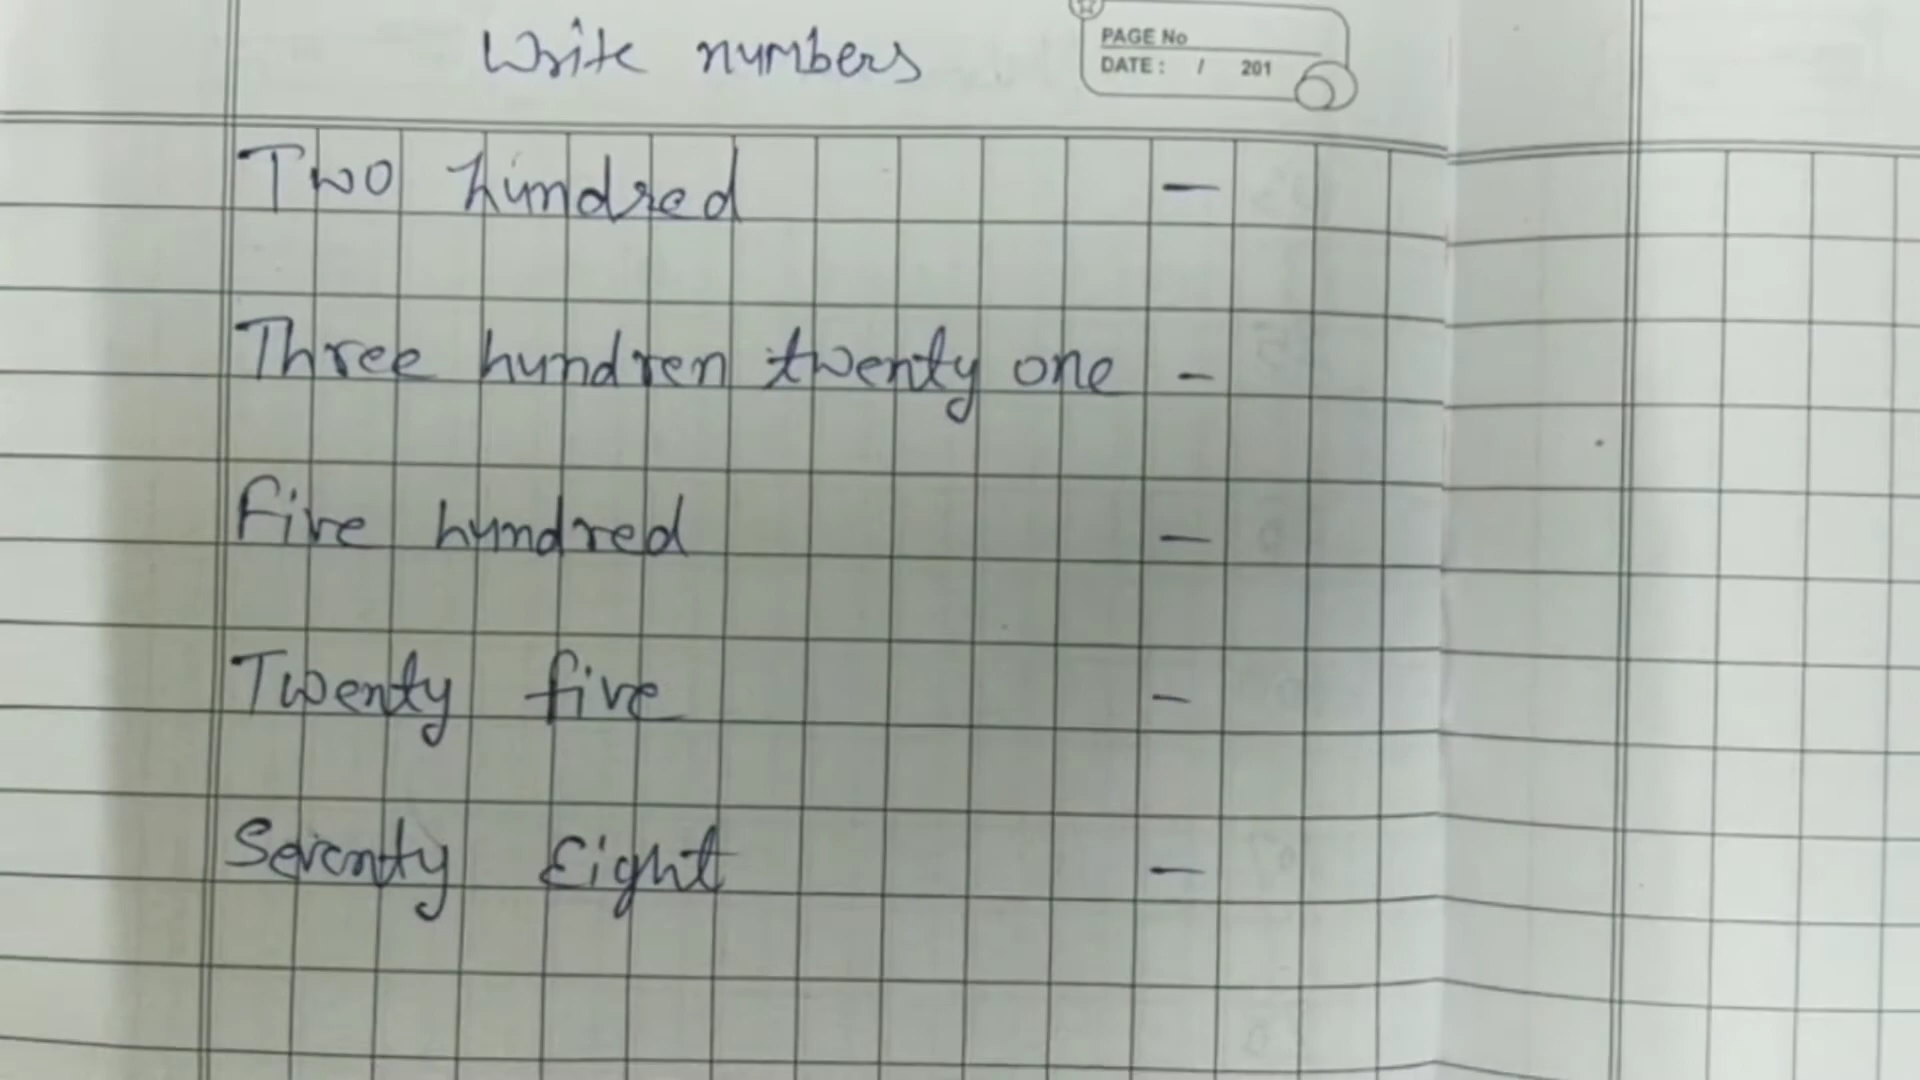 Write numbers
PAGE No
DATE : / 201
Two hundred —
Three hundren twenty one -
Five hundred —
Twenty five -
Seventy Eight —